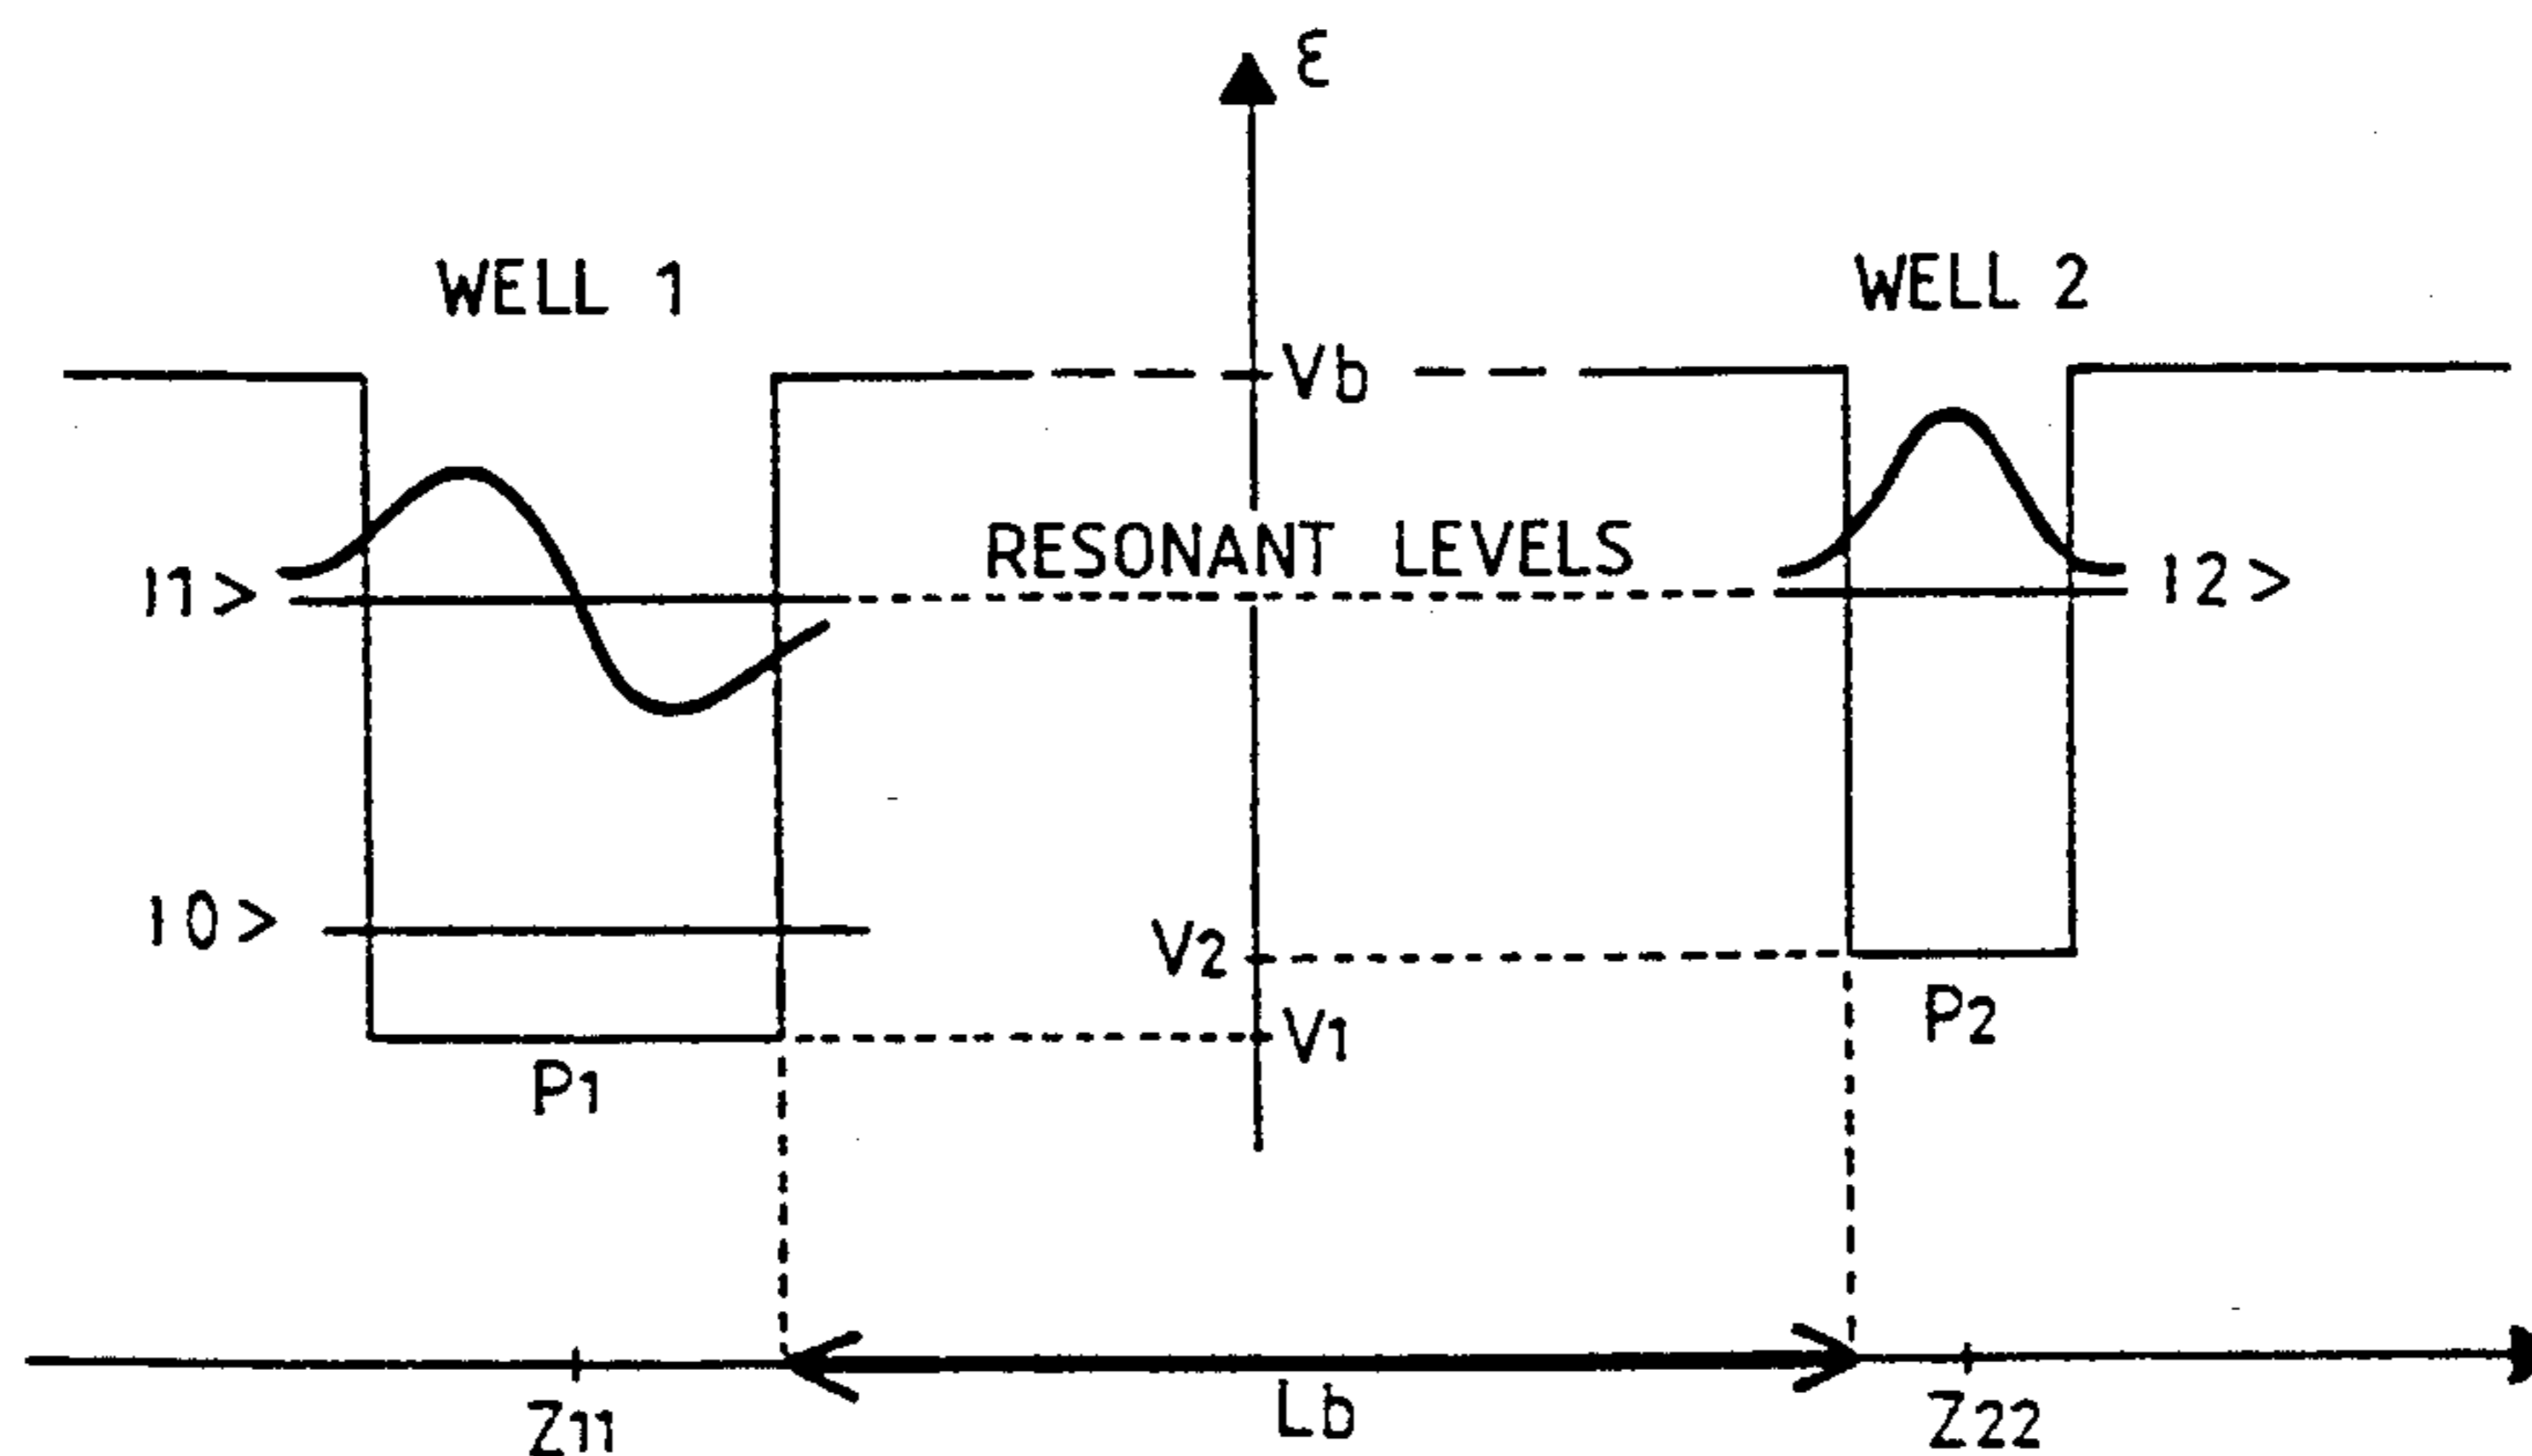 ε
WELL 1
WELL 2
Vb
RESONANT LEVELS
|1>
|2>
|0>
V2
V1
P1
P2
Z11
Lb
Z22